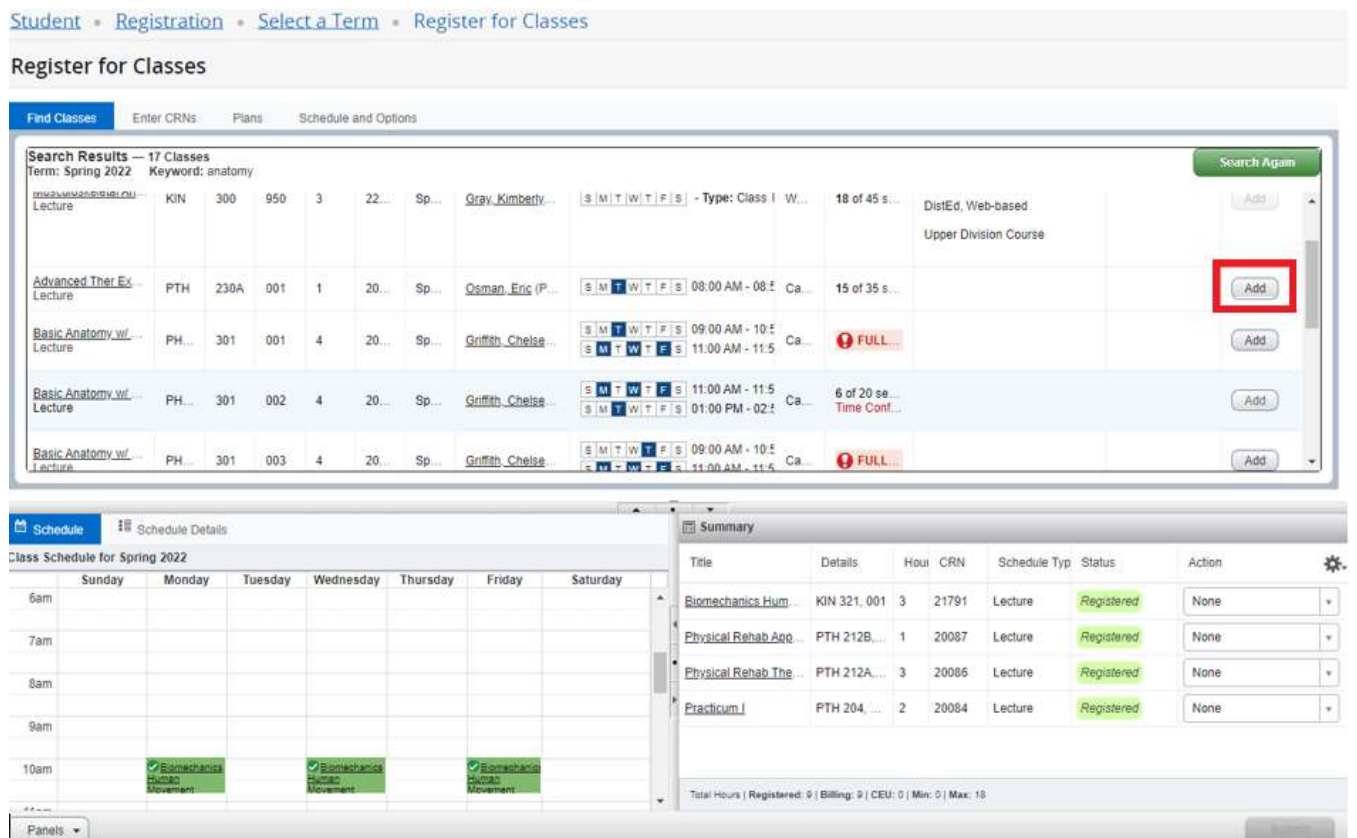 Student • Registration • Select a Term • Register for Classes
Register for Classes
Find Classes Enter CRNs Plans Schedule and Options
Search Results — 17 Classes
Term: Spring 2022 Keyword: anatomy
Search Again
Lecture KIN 300 950 3 22... Sp... Gray, Kimberly S M T W T F S - Type: Class W... 18 of 45 s... Add
DistEd, Web-based
Upper Division Course
Advanced Ther Ex...
Lecture PTH 230A 001 1 20... Sp... Osman, Eric (P... S M T W T F S 08:00 AM - 08:5 Ca... 15 of 35 s... Add
Basic Anatomy w/ ...
Lecture PH... 301 001 4 20... Sp... Griffith, Chelse... S M T W T F S 09:00 AM - 10:5 Ca... FULL... Add
S M T W T F S 11:00 AM - 11:5
Basic Anatomy w/ ...
Lecture PH... 301 002 4 20... Sp... Griffith, Chelse... S M T W T F S 11:00 AM - 11:5 Ca... 6 of 20 se... Add
S M T W T F S 01:00 PM - 02:5 Time Conf...
Basic Anatomy w/ ...
Lecture PH... 301 003 4 20... Sp... Griffith, Chelse... S M T W T F S 09:00 AM - 10:5 Ca... FULL... Add
S M T W T F S 11:00 AM - 11:5
Schedule Schedule Details
Class Schedule for Spring 2022
Sunday Monday Tuesday Wednesday Thursday Friday Saturday
6am
7am
8am
9am
10am
Biomechanics Human Movement
Biomechanics Human Movement
Biomechanics Human Movement
11am
Panels
Summary
Title Details Hour CRN Schedule Typ Status Action
Biomechanics Hum... KIN 321, 001 3 21791 Lecture Registered None
Physical Rehab App... PTH 212B,... 1 20087 Lecture Registered None
Physical Rehab The... PTH 212A,... 3 20086 Lecture Registered None
Practicum I PTH 204, ... 2 20084 Lecture Registered None
Total Hours | Registered: 9 | Billing: 9 | CEU: 0 | Min: 0 | Max: 18